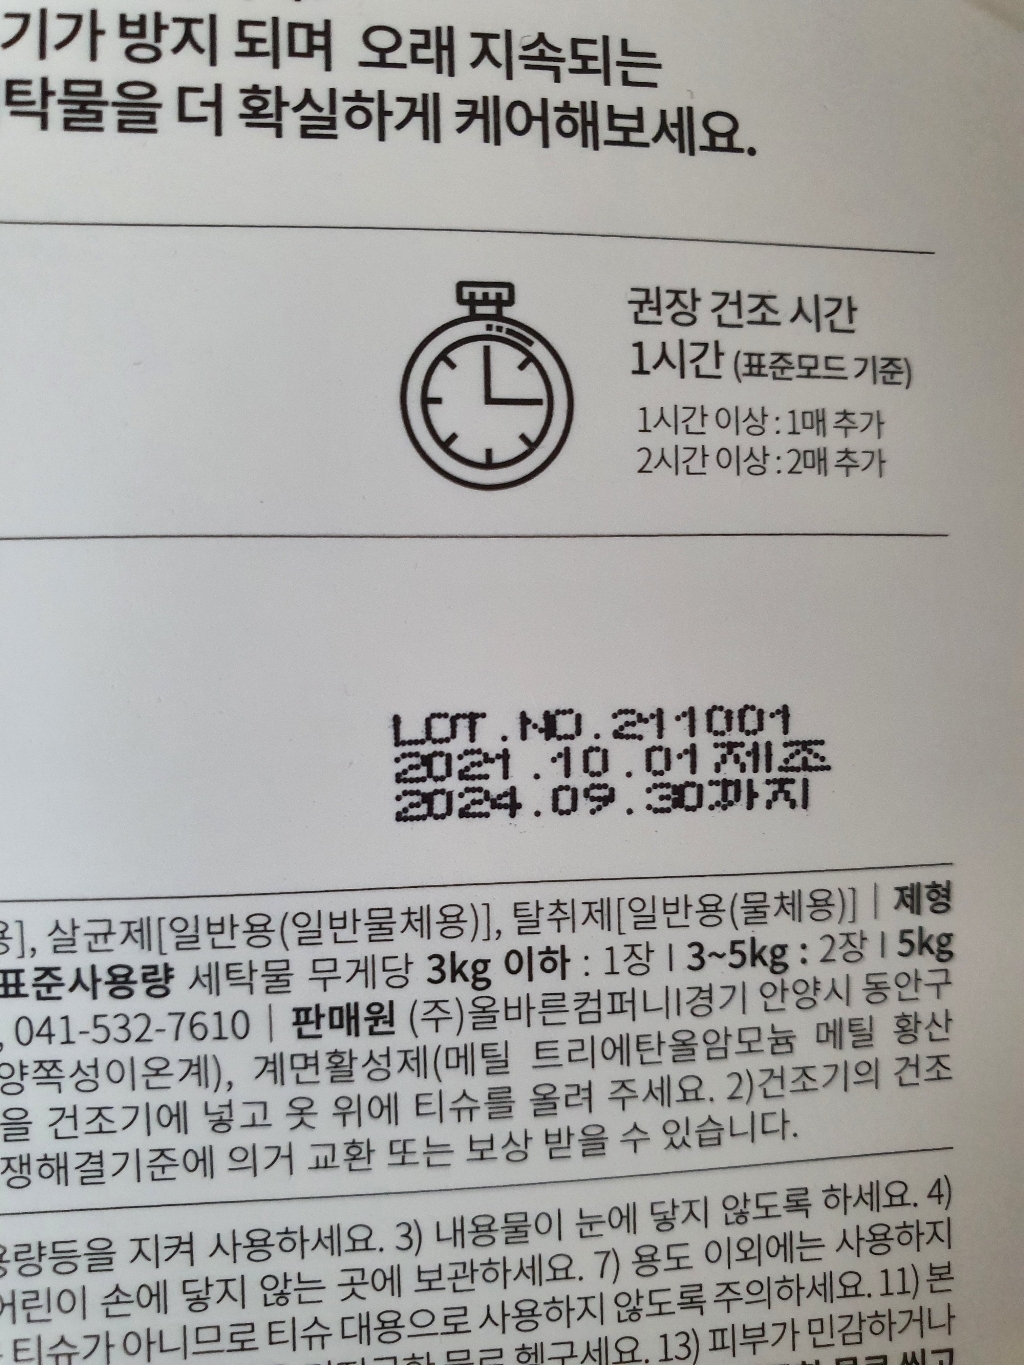 기가 방지 되며 오래 지속되는
탁물을 더 확실하게 케어해보세요.
권장 건조 시간
1시간 (표준모드 기준)
1시간 이상 : 1매 추가
2시간 이상 : 2매 추가
LOT.NO.211001
2021.10.01제조
2024.09.30까지
용], 살균제[일반용(일반물체용)], 탈취제[일반용(물체용)] | 제형
표준사용량 세탁물 무게당 3kg 이하 : 1장 I 3~5kg : 2장 I 5kg
, 041-532-7610 | 판매원 (주)올바른컴퍼니I경기 안양시 동안구
양쪽성이온계), 계면활성제(메틸 트리에탄올암모늄 메틸 황산
을 건조기에 넣고 옷 위에 티슈를 올려 주세요. 2)건조기의 건조
쟁해결기준에 의거 교환 또는 보상 받을 수 있습니다.
용량등을 지켜 사용하세요. 3) 내용물이 눈에 닿지 않도록 하세요. 4)
어린이 손에 닿지 않는 곳에 보관하세요. 7) 용도 이외에는 사용하지
티슈가 아니므로 티슈 대용으로 사용하지 않도록 주의하세요. 11) 본
물로 헹구세요. 13) 피부가 민감하거나